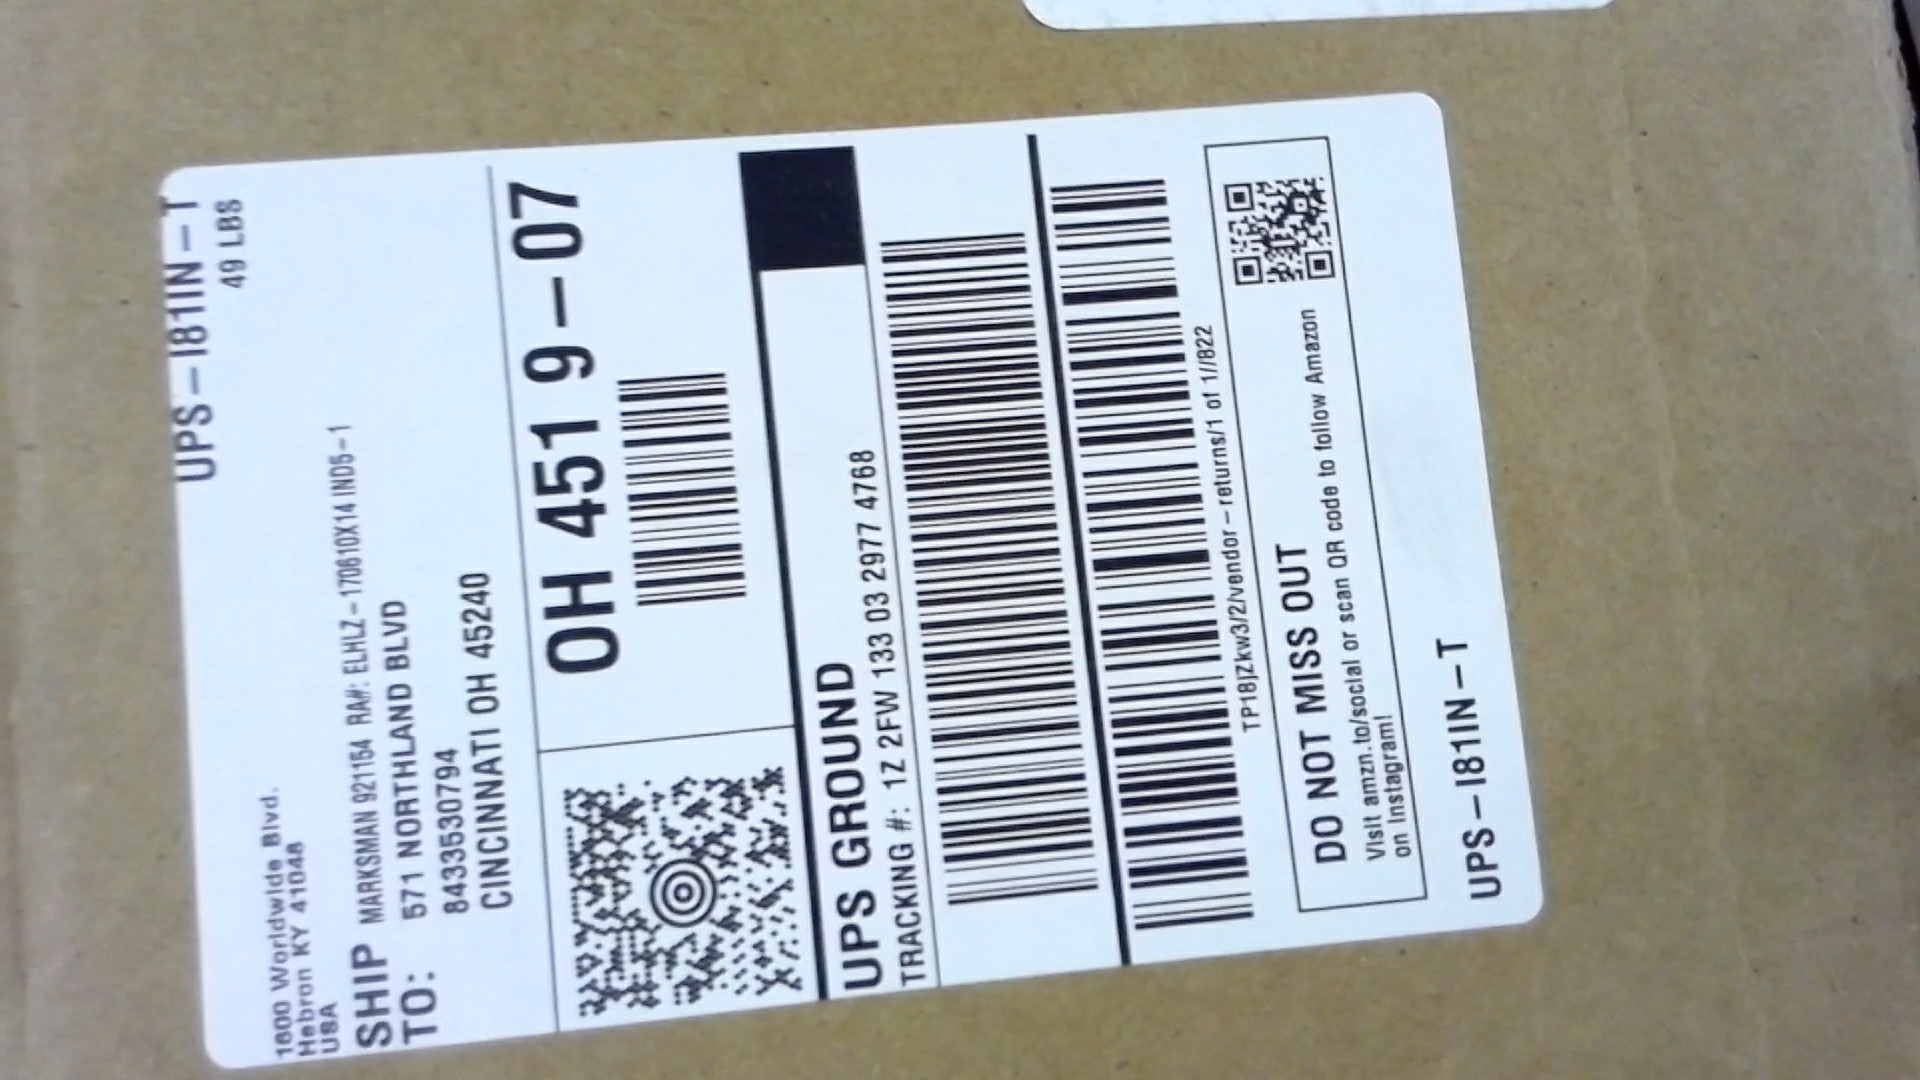 UPS-I81IN-T
49 LBS
1600 Worldwide Blvd.
Hebron KY 41048
USA
SHIP TO:
MARKSMAN 921154 RA#: ELHLZ-170610X14 IND5-1
571 NORTHLAND BLVD
8433530794
CINCINNATI OH 45240
OH 451 9-07
UPS GROUND
TRACKING #: 1Z 2FW 133 03 2977 4768
TP18jZkw3/2/vendor-returns/1 of 1//822
DO NOT MISS OUT
Visit amzn.to/social or scan QR code to follow Amazon
on Instagram!
UPS-I81IN-T